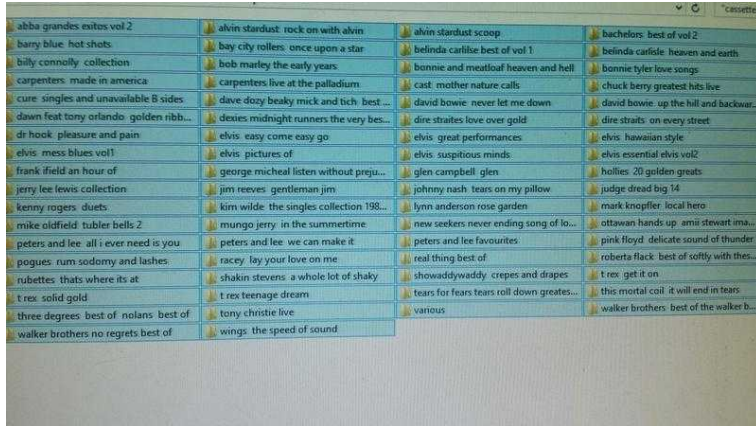 "cassette
abba grandes exitos vol 2
alvin stardust rock on with alvin
alvin stardust scoop
bachelors best of vol 2
barry blue hot shots
bay city rollers once upon a star
belinda carlilse best of vol 1
belinda carlisle heaven and earth
billy connolly collection
bob marley the early years
bonnie and meatloaf heaven and hell
bonnie tyler love songs
carpenters made in america
carpenters live at the palladium
cast mother nature calls
chuck berry greatest hits live
cure singles and unavailable B sides
dave dozy beaky mick and tich best ...
david bowie never let me down
david bowie up the hill and backwar...
dawn feat tony orlando golden ribb...
dexies midnight runners the very bes...
dire straites love over gold
dire straits on every street
dr hook pleasure and pain
elvis easy come easy go
elvis great performances
elvis hawaiian style
elvis mess blues vol1
elvis pictures of
elvis suspitious minds
elvis essential elvis vol2
frank ifield an hour of
george micheal listen without preju...
glen campbell glen
hollies 20 golden greats
jerry lee lewis collection
jim reeves gentleman jim
johnny nash tears on my pillow
judge dread big 14
kenny rogers duets
kim wilde the singles collection 198...
lynn anderson rose garden
mark knopfler local hero
mike oldfield tubler bells 2
mungo jerry in the summertime
new seekers never ending song of lo...
ottawan hands up amii stewart ima...
peters and lee all i ever need is you
peters and lee we can make it
peters and lee favourites
pink floyd delicate sound of thunder
pogues rum sodomy and lashes
racey lay your love on me
real thing best of
roberta flack best of softly with thes...
rubettes thats where its at
shakin stevens a whole lot of shaky
showaddywaddy crepes and drapes
t rex get it on
t rex solid gold
t rex teenage dream
tears for fears tears roll down greates...
this mortal coil it will end in tears
three degrees best of nolans best of
tony christie live
various
walker brothers best of the walker b...
walker brothers no regrets best of
wings the speed of sound